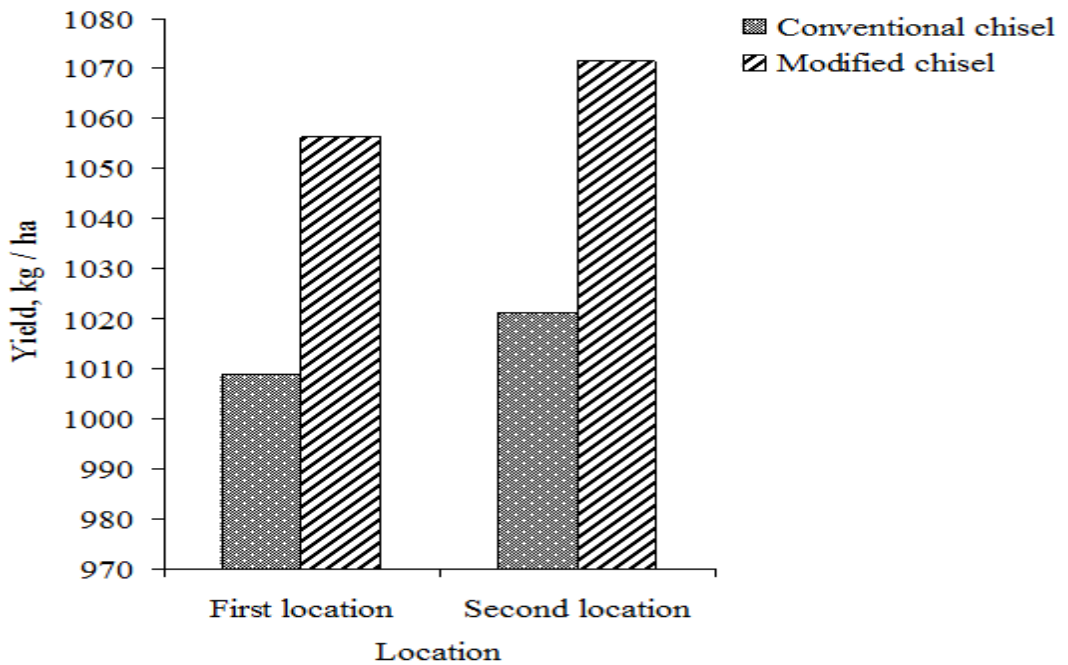 1080
1070
1060
1050
1040
1030
1020
1010
1000
990
980
970
Yield, kg / ha
First location
Second location
Location
Conventional chisel
Modified chisel